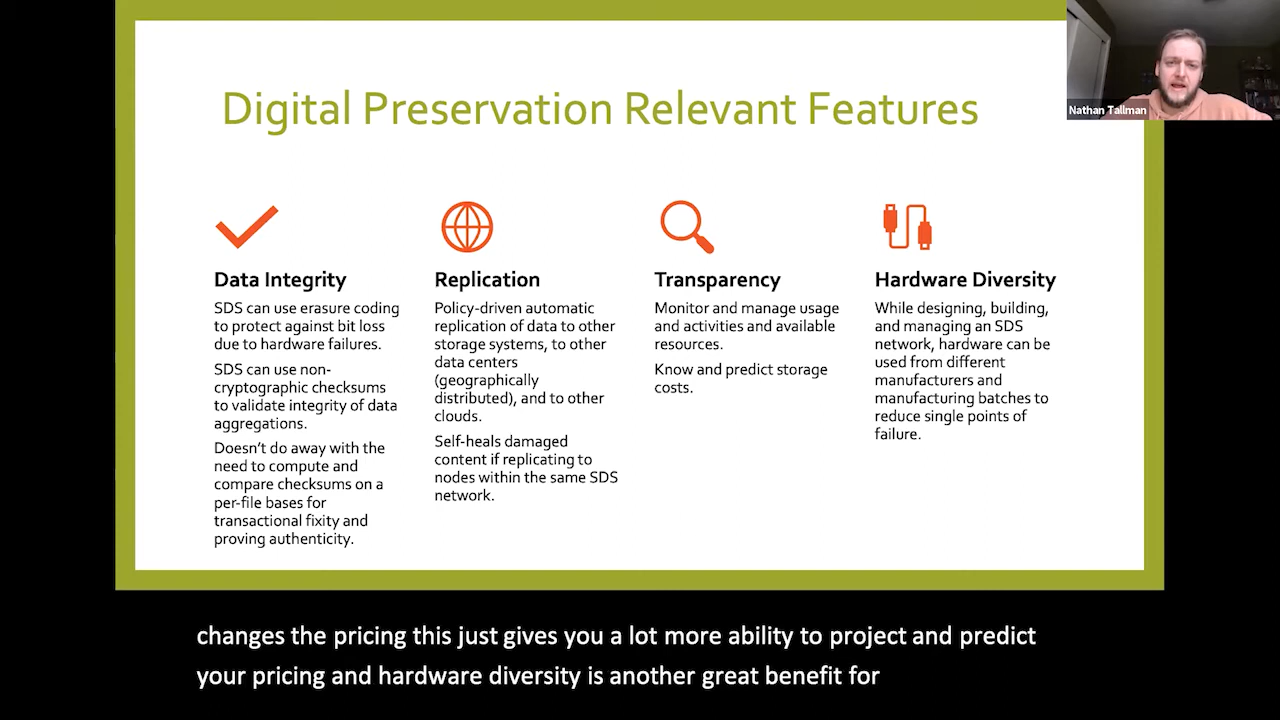 Digital Preservation Relevant Features
Nathan Tallman
Data Integrity
SDS can use erasure coding
to protect against bit loss
due to hardware failures.
SDS can use non-
cryptographic checksums
to validate integrity of data
aggregations.
Doesn't do away with the
need to compute and
compare checksums on a
per-file bases for
transactional fixity and
proving authenticity.
Replication
Policy-driven automatic
replication of data to other
storage systems, to other
data centers
(geographically
distributed), and to other
clouds.
Self-heals damaged
content if replicating to
nodes within the same SDS
network.
Transparency
Monitor and manage usage
and activities and available
resources.
Know and predict storage
costs.
Hardware Diversity
While designing, building,
and managing an SDS
network, hardware can be
used from different
manufacturers and
manufacturing batches to
reduce single points of
failure.
changes the pricing this just gives you a lot more ability to project and predict
your pricing and hardware diversity is another great benefit for